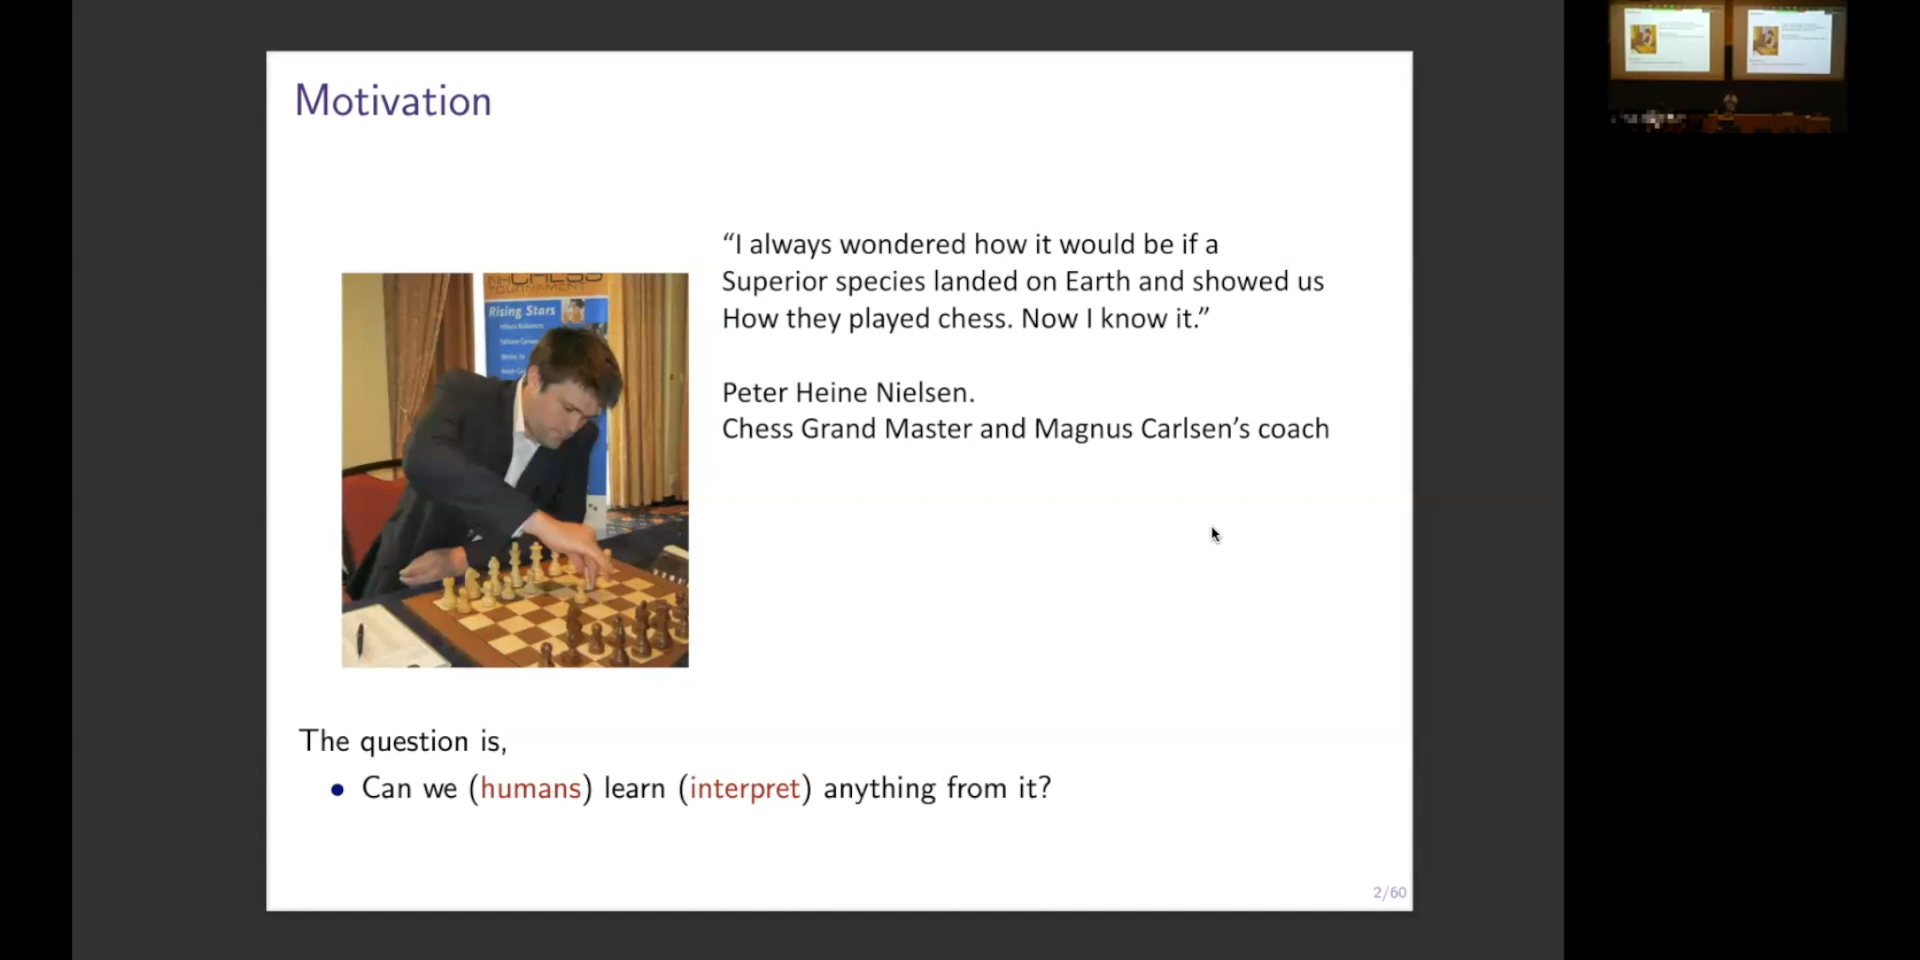 Motivation
“I always wondered how it would be if a
Superior species landed on Earth and showed us
How they played chess. Now I know it.”
Peter Heine Nielsen.
Chess Grand Master and Magnus Carlsen’s coach
CHESS
TOURNAMENT
Rising Stars
The question is,
• Can we (humans) learn (interpret) anything from it?
2/60